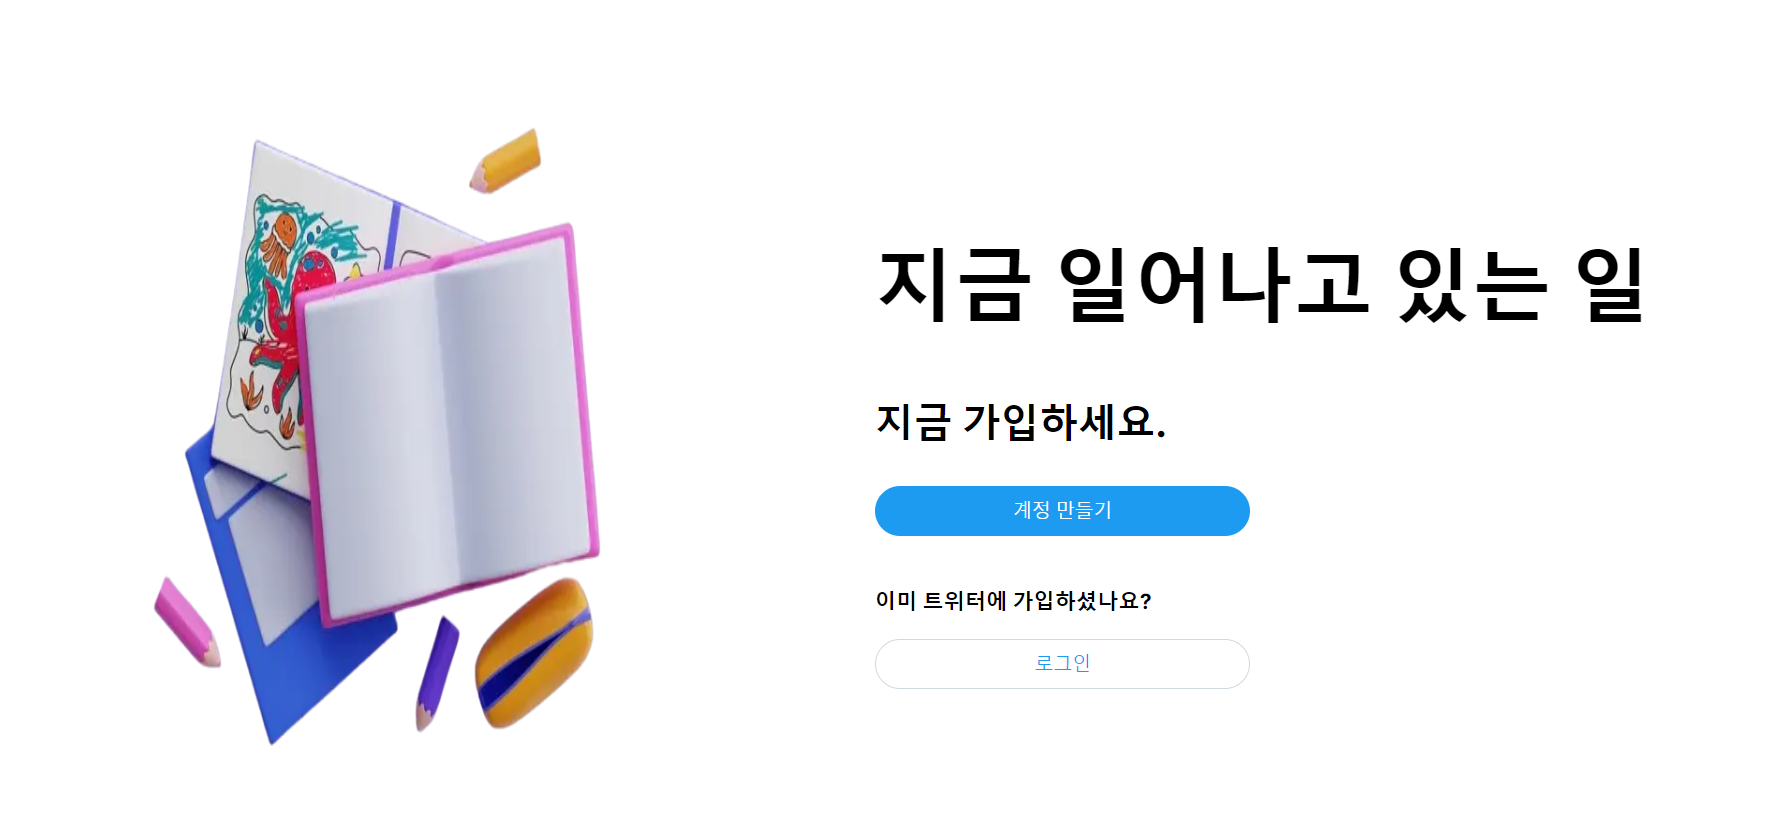 지금 일어나고 있는 일
지금 가입하세요.
계정 만들기
이미 트위터에 가입하셨나요?
로그인